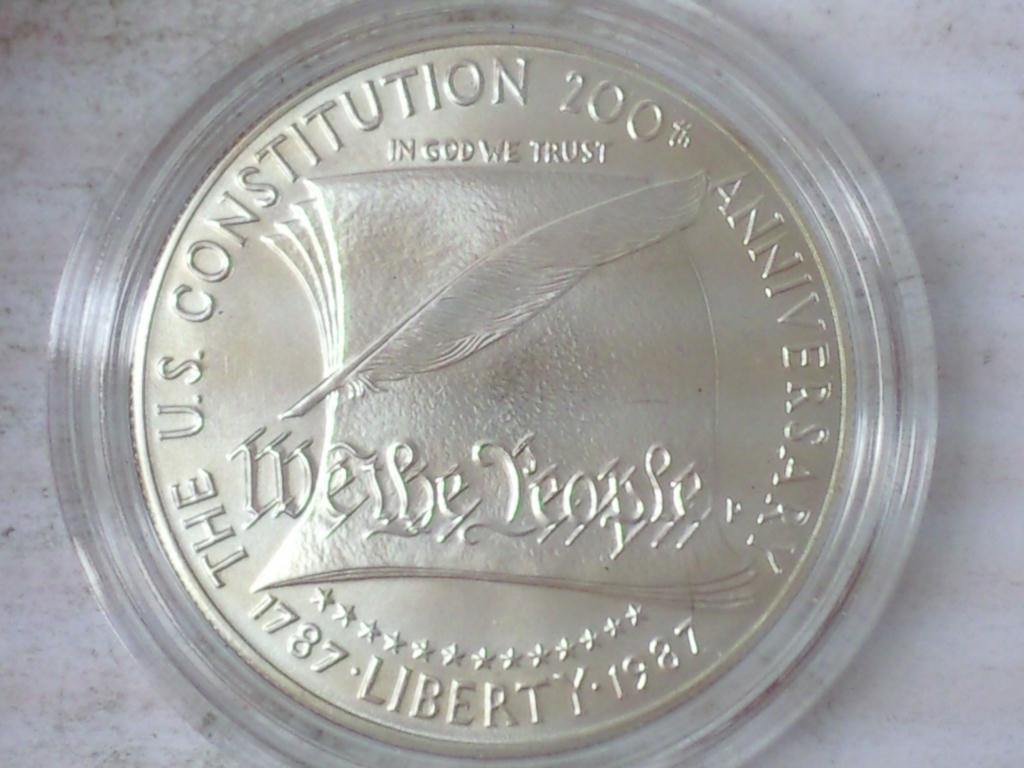 THE U.S. CONSTITUTION 200th ANNIVERSARY
IN GOD WE TRUST
We the People
P
1787 · LIBERTY · 1987